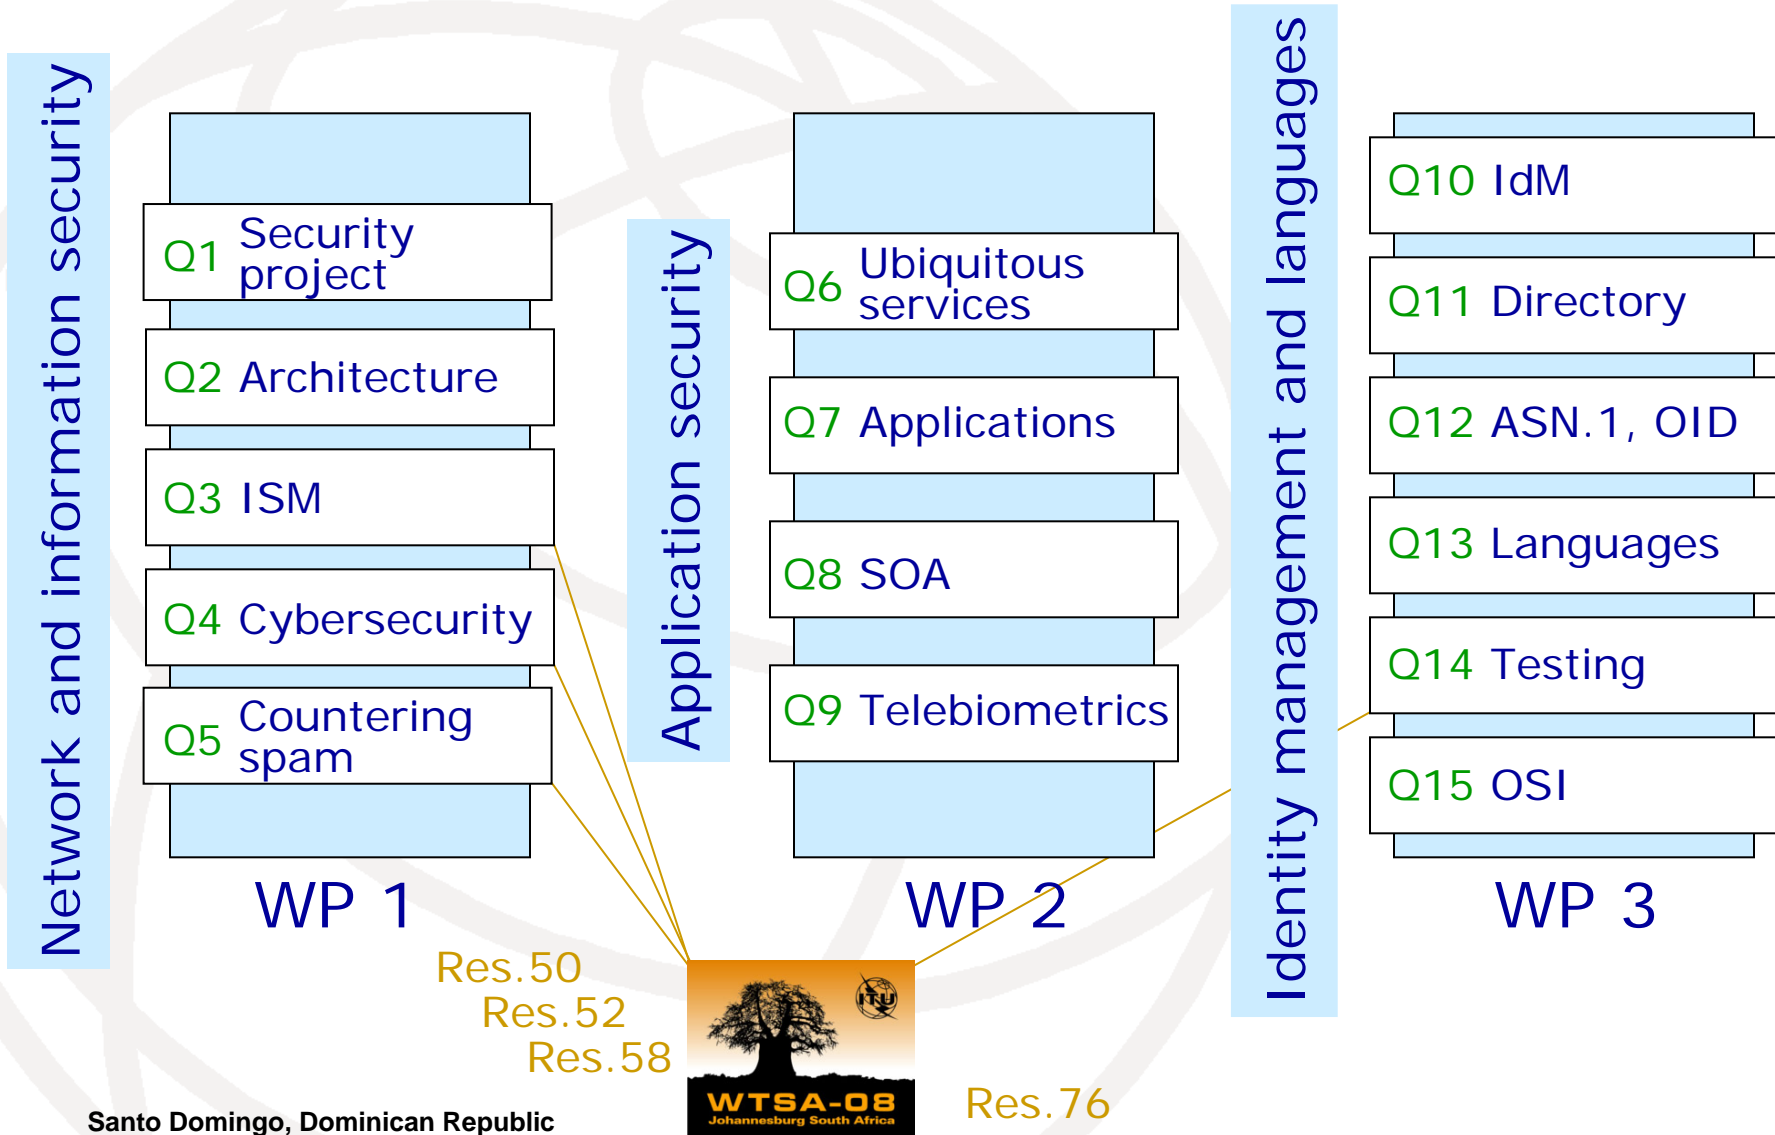 Network and information security
Q1 Security
project
Q2 Architecture
Q3 ISM
Q4 Cybersecurity
Q5 Countering
spam
WP 1
Application security
Q6 Ubiquitous
services
Q7 Applications
Q8 SOA
Q9 Telebiometrics
WP 2
Identity management and languages
Q10 IdM
Q11 Directory
Q12 ASN.1, OID
Q13 Languages
Q14 Testing
Q15 OSI
WP 3
Res.50
Res.52
Res.58
ITU
WTSA-08
Johannesburg South Africa
Res.76
Santo Domingo, Dominican Republic